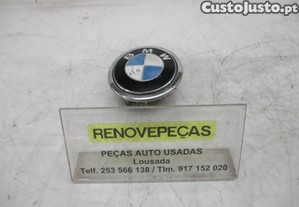 CustoJusto.pt
BMW
RENOVEPEÇAS
PEÇAS AUTO USADAS
Lousada
Telf. 253 566 138 / Tlm. 917 152 020